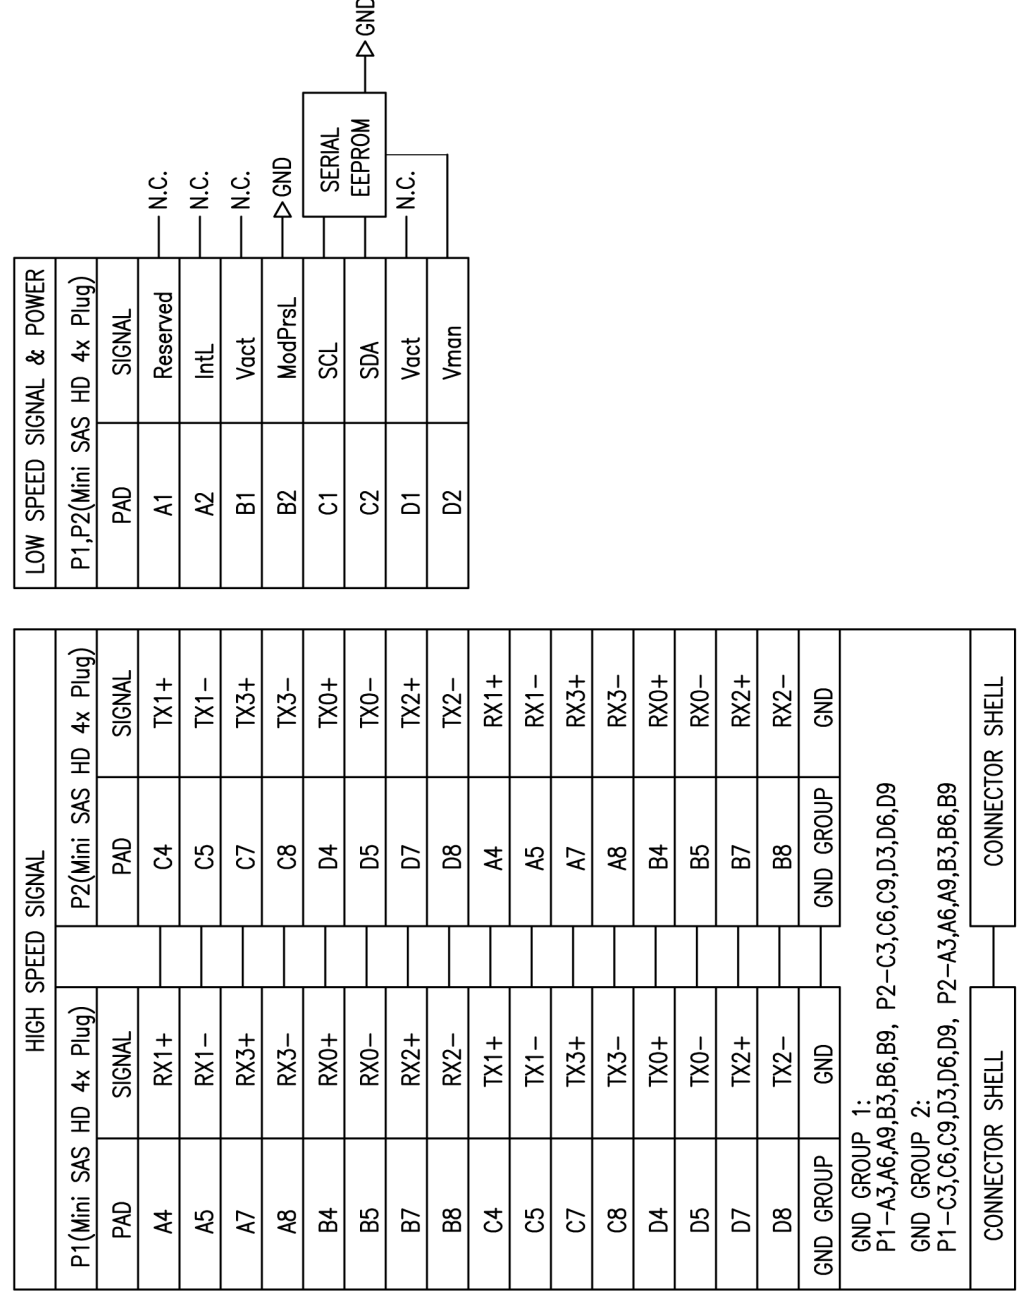 HIGH SPEED SIGNAL
P1(Mini SAS HD 4x Plug) P2(Mini SAS HD 4x Plug)
PAD SIGNAL PAD SIGNAL
A4 RX1+ C4 TX1+
A5 RX1- C5 TX1-
A7 RX3+ C7 TX3+
A8 RX3- C8 TX3-
B4 RX0+ D4 TX0+
B5 RX0- D5 TX0-
B7 RX2+ D7 TX2+
B8 RX2- D8 TX2-
C4 TX1+ A4 RX1+
C5 TX1- A5 RX1-
C7 TX3+ A7 RX3+
C8 TX3- A8 RX3-
D4 TX0+ B4 RX0+
D5 TX0- B5 RX0-
D7 TX2+ B7 RX2+
D8 TX2- B8 RX2-
GND GROUP GND GND GROUP GND
GND GROUP 1:
P1-A3,A6,A9,B3,B6,B9, P2-C3,C6,C9,D3,D6,D9
GND GROUP 2:
P1-C3,C6,C9,D3,D6,D9, P2-A3,A6,A9,B3,B6,B9
CONNECTOR SHELL CONNECTOR SHELL
LOW SPEED SIGNAL & POWER
P1,P2(Mini SAS HD 4x Plug)
PAD SIGNAL
A1 Reserved N.C.
A2 IntL N.C.
B1 Vact N.C.
B2 ModPrsL GND
C1 SCL
C2 SDA
D1 Vact N.C.
D2 Vman
SERIAL
EEPROM
GND